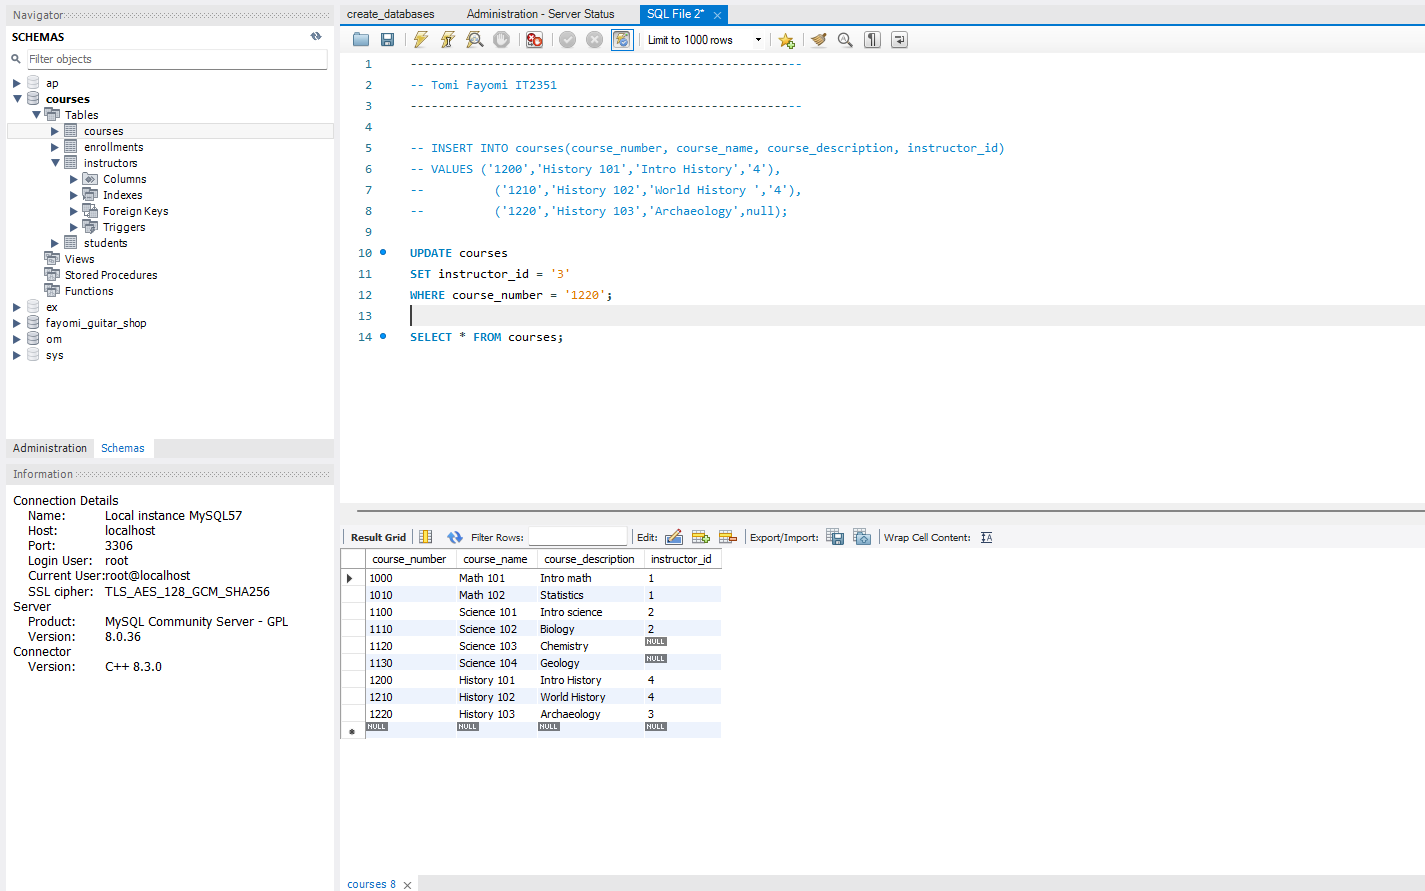 Navigator
SCHEMAS
Filter objects
ap
courses
Tables
courses
enrollments
instructors
Columns
Indexes
Foreign Keys
Triggers
students
Views
Stored Procedures
Functions
ex
fayomi_guitar_shop
om
sys
Administration Schemas
Information
Connection Details
Name: Local instance MySQL57
Host: localhost
Port: 3306
Login User: root
Current User:root@localhost
SSL cipher: TLS_AES_128_GCM_SHA256
Server
Product: MySQL Community Server - GPL
Version: 8.0.36
Connector
Version: C++ 8.3.0
create_databases Administration - Server Status SQL File 2*
Limit to 1000 rows
1 --------------------------------------------------------
2 -- Tomi Fayomi IT2351
3 --------------------------------------------------------
4
5 -- INSERT INTO courses(course_number, course_name, course_description, instructor_id)
6 -- VALUES ('1200','History 101','Intro History','4'),
7 -- ('1210','History 102','World History ','4'),
8 -- ('1220','History 103','Archaeology',null);
9
10 UPDATE courses
11 SET instructor_id = '3'
12 WHERE course_number = '1220';
13
14 SELECT * FROM courses;
Result Grid Filter Rows: Edit: Export/Import: Wrap Cell Content:
course_number course_name course_description instructor_id
1000 Math 101 Intro math 1
1010 Math 102 Statistics 1
1100 Science 101 Intro science 2
1110 Science 102 Biology 2
1120 Science 103 Chemistry NULL
1130 Science 104 Geology NULL
1200 History 101 Intro History 4
1210 History 102 World History 4
1220 History 103 Archaeology 3
NULL NULL NULL NULL
courses 8